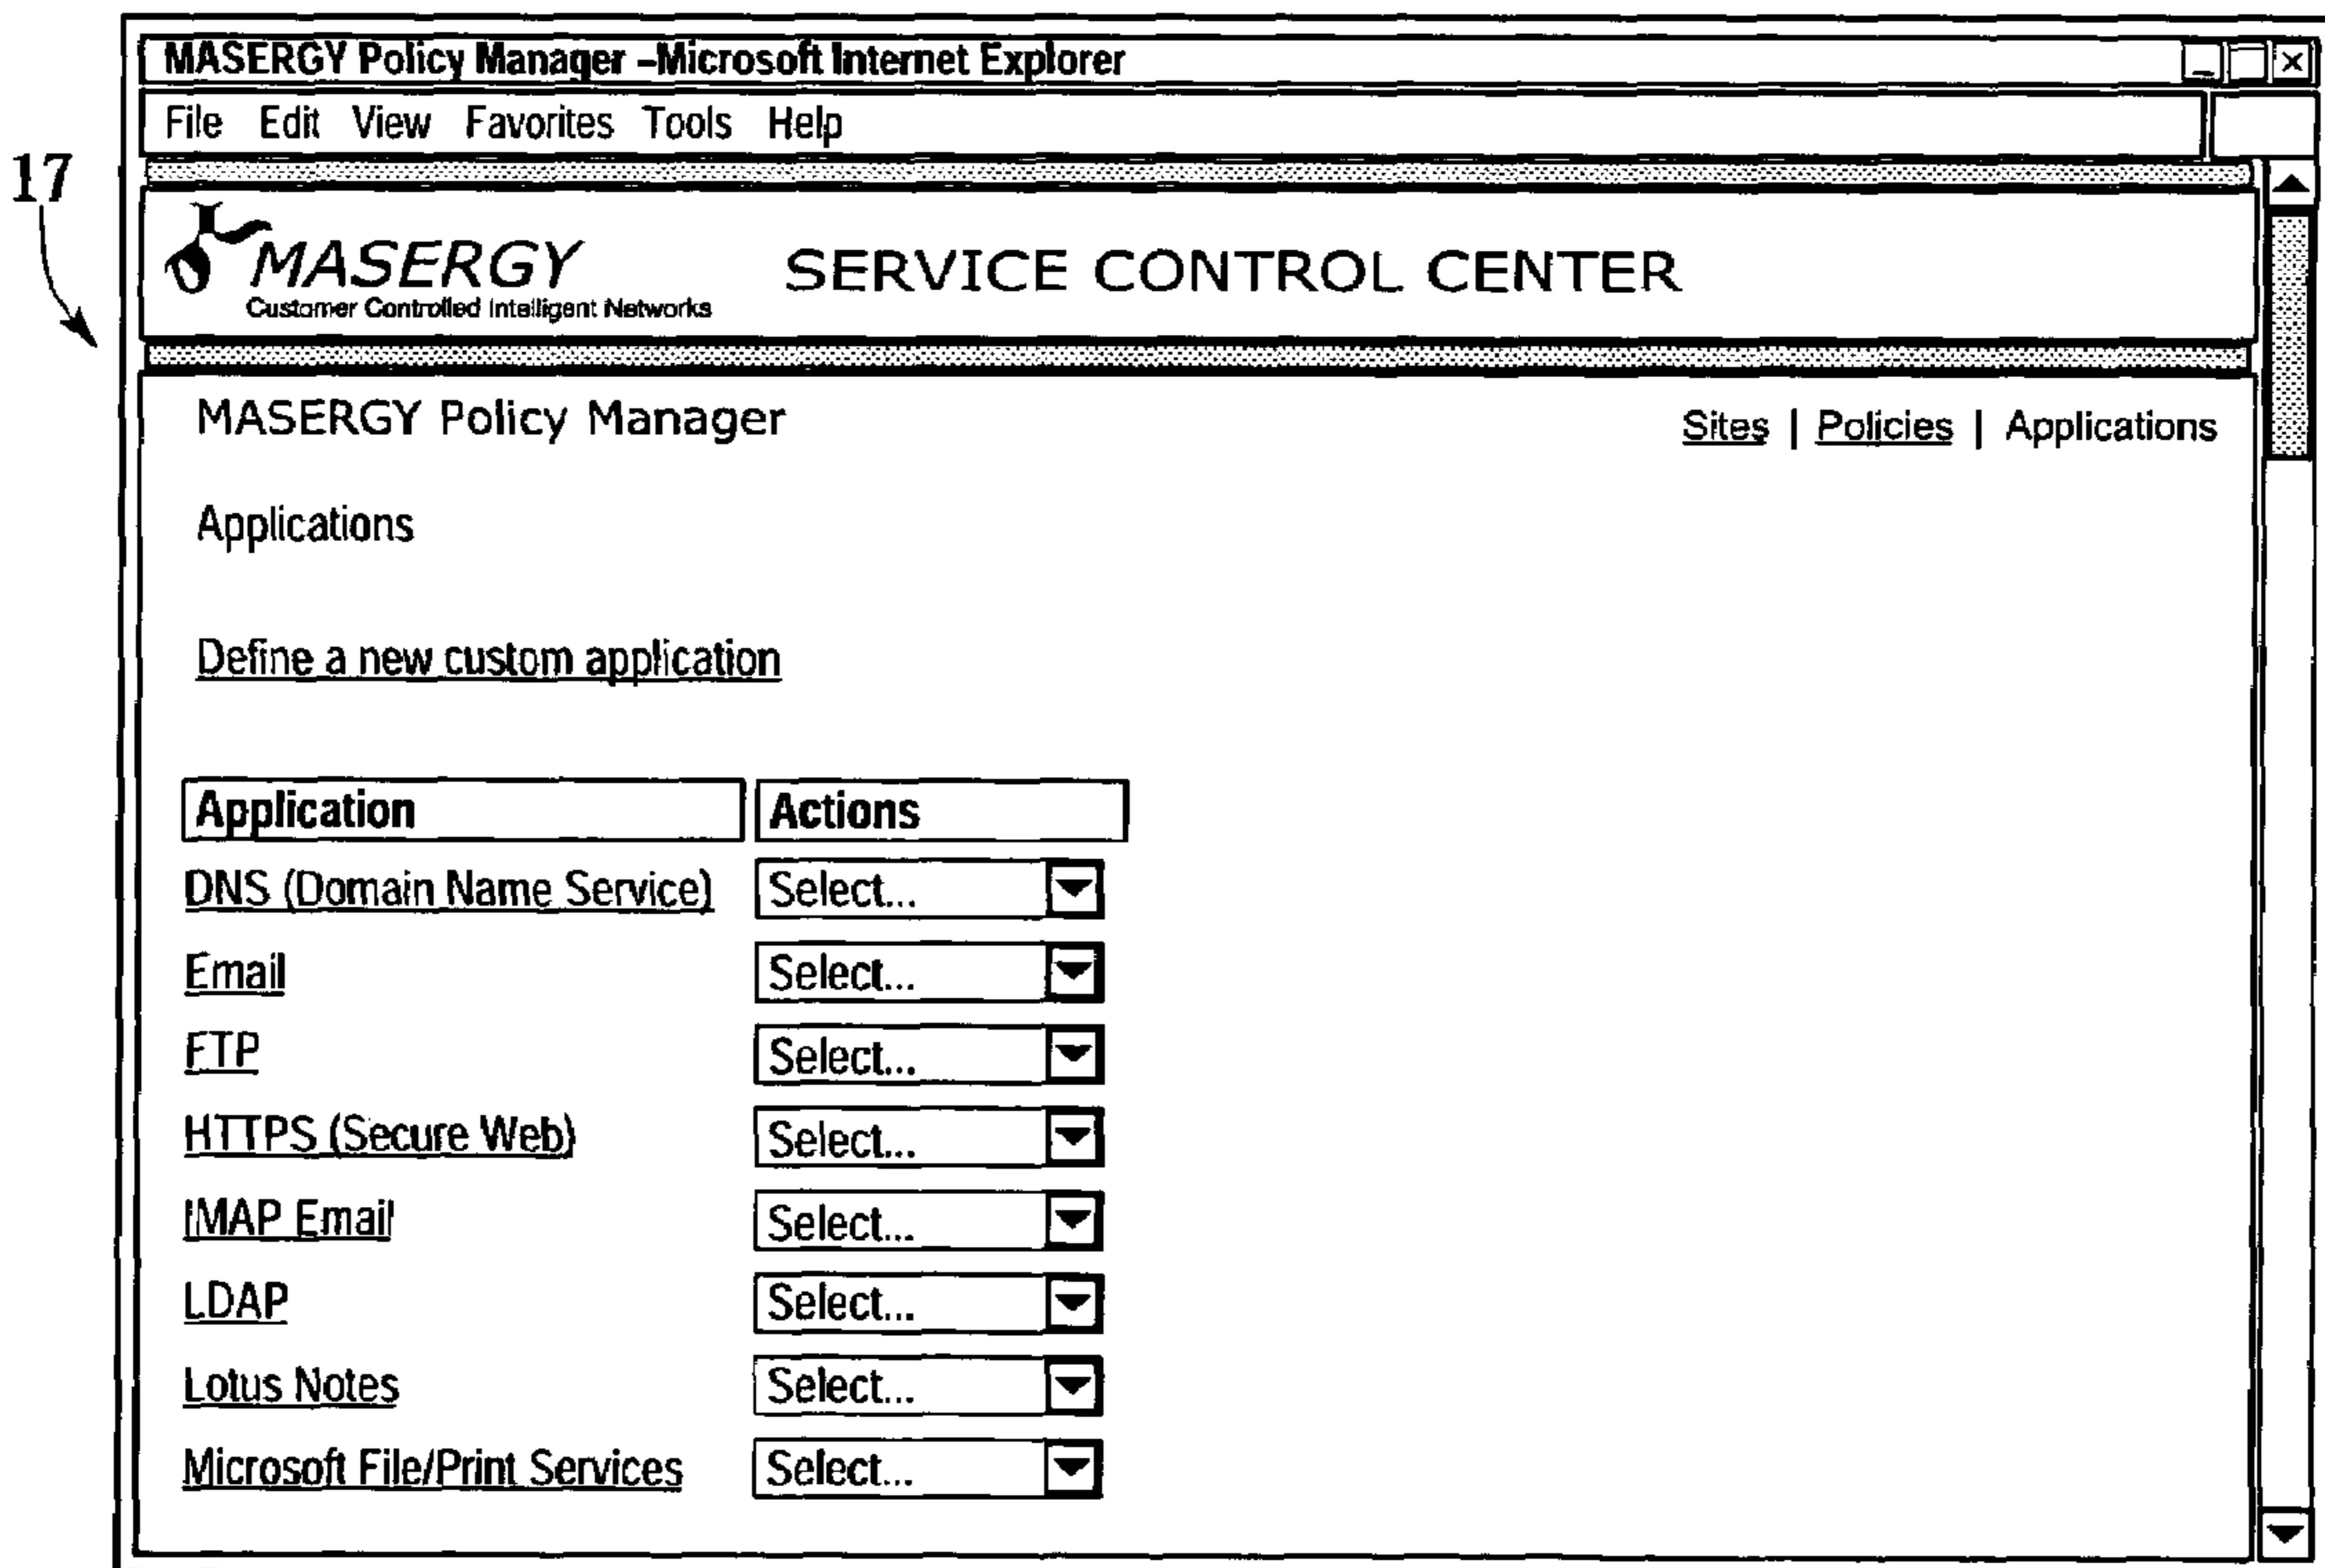 MASERGY Policy Manager –Microsoft Internet Explorer
File Edit View Favorites Tools Help
17
MASERGY SERVICE CONTROL CENTER
Customer Controlled Intelligent Networks
MASERGY Policy Manager Sites | Policies | Applications
Applications
Define a new custom application
Application Actions
DNS (Domain Name Service) Select...
Email Select...
FTP Select...
HTTPS (Secure Web) Select...
IMAP Email Select...
LDAP Select...
Lotus Notes Select...
Microsoft File/Print Services Select...